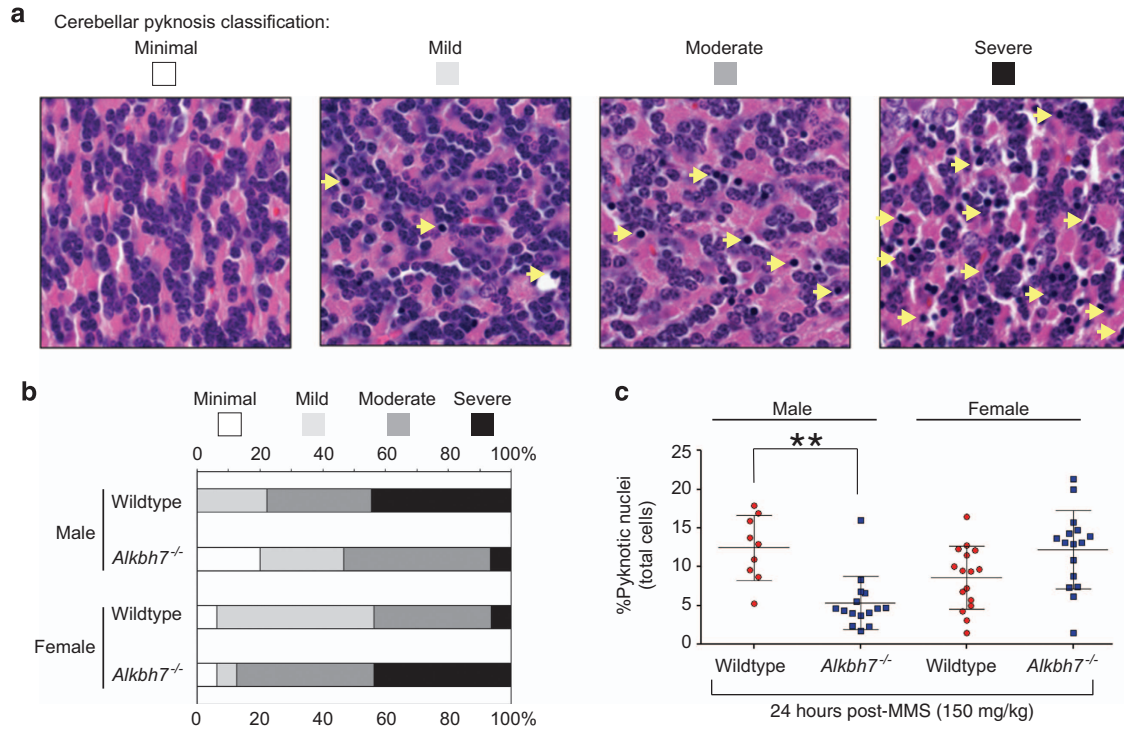 a
Cerebellar pyknosis classification:
Minimal
Mild
Moderate
Severe
b
Minimal
Mild
Moderate
Severe
0 20 40 60 80 100%
Male
Wildtype
Alkbh7-/-
Female
Wildtype
Alkbh7-/-
0 20 40 60 80 100%
c
Male
Female
**
%Pyknotic nuclei
(total cells)
25
20
15
10
5
0
Wildtype Alkbh7-/- Wildtype Alkbh7-/-
24 hours post-MMS (150 mg/kg)